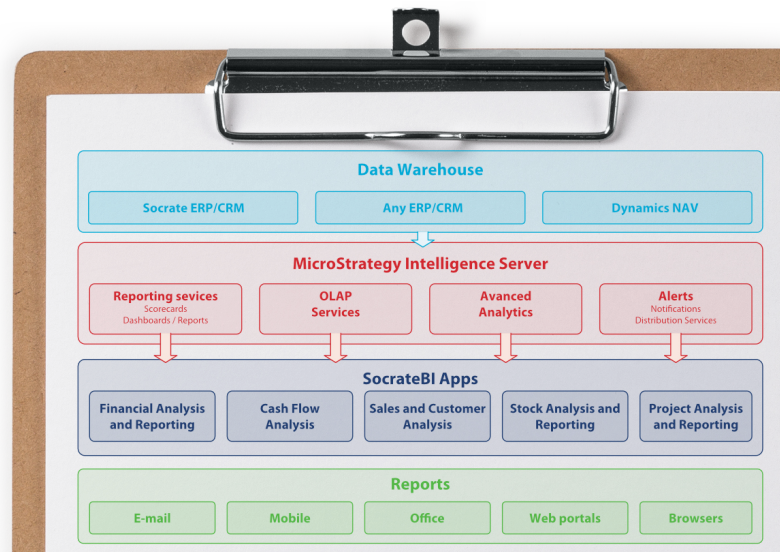 Data Warehouse
Socrate ERP/CRM
Any ERP/CRM
Dynamics NAV
MicroStrategy Intelligence Server
Reporting sevices
Scorecards
Dashboards / Reports
OLAP
Services
Avanced
Analytics
Alerts
Notifications
Distribution Services
SocrateBI Apps
Financial Analysis
and Reporting
Cash Flow
Analysis
Sales and Customer
Analysis
Stock Analysis and
Reporting
Project Analysis
and Reporting
Reports
E-mail
Mobile
Office
Web portals
Browsers